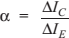 α = ΔI_C / ΔI_E